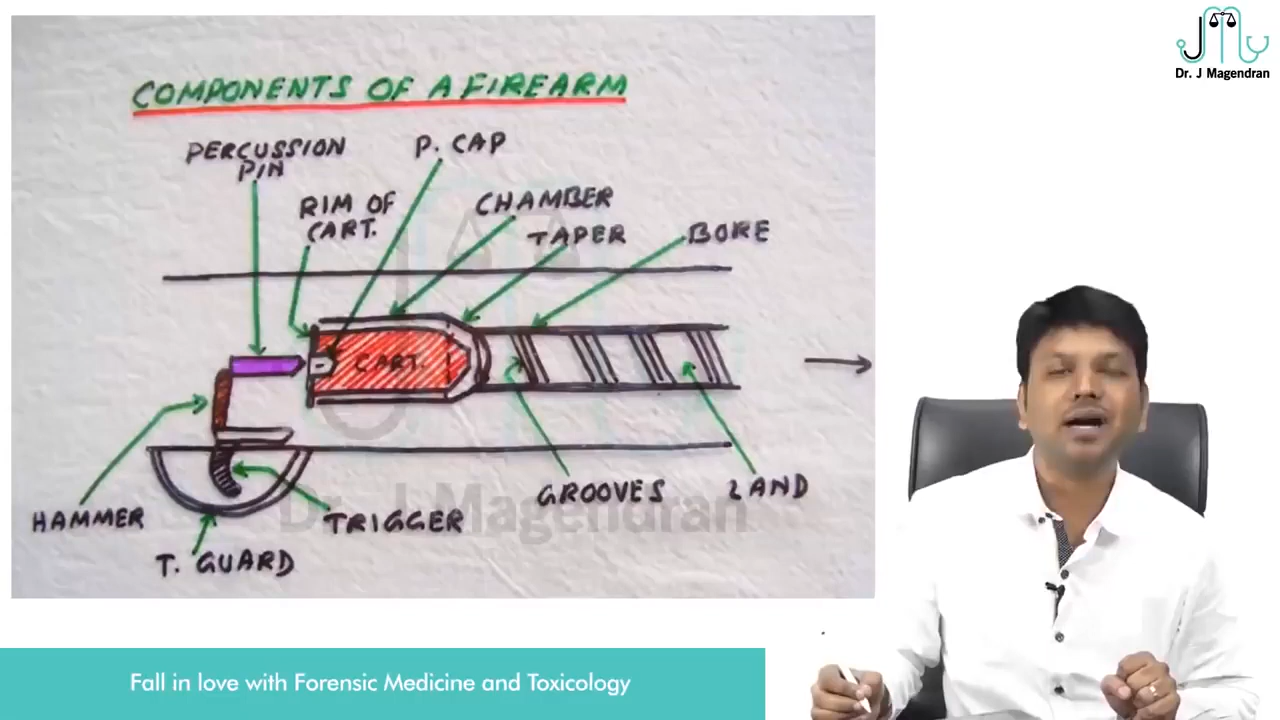 Dr. J Magendran
COMPONENTS OF A FIREARM
PERCUSSION
PIN
P. CAP
RIM OF
CART.
CHAMBER
TAPER
BORE
CART.
HAMMER
T. GUARD
TRIGGER
GROOVES
LAND
Dr. J Magendran
Fall in love with Forensic Medicine and Toxicology